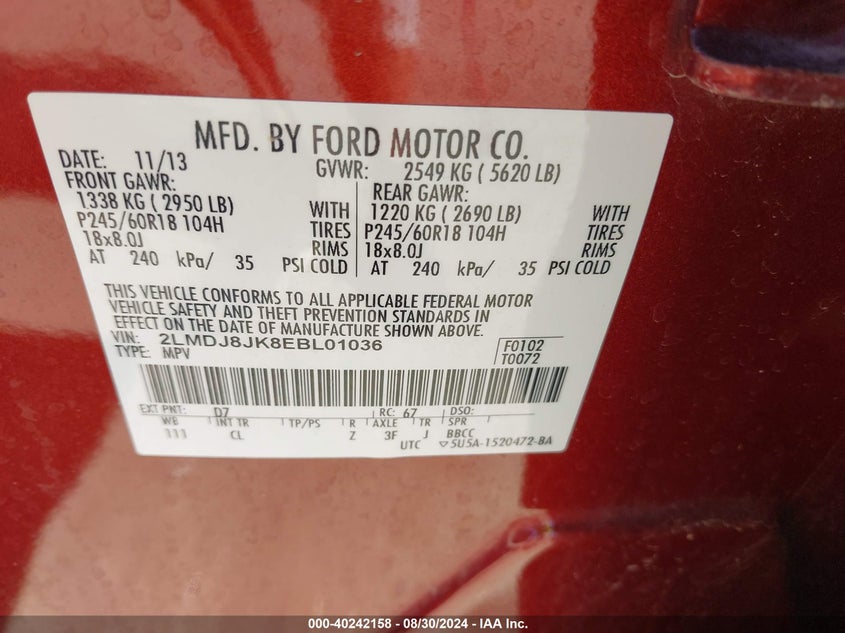 MFD. BY FORD MOTOR CO.
DATE: 11/13 GVWR: 2549 KG ( 5620 LB)
FRONT GAWR: REAR GAWR:
1338 KG ( 2950 LB) WITH 1220 KG ( 2690 LB) WITH
P245/60R18 104H TIRES P245/60R18 104H TIRES
18x8.0J RIMS 18x8.0J RIMS
AT 240 kPa/ 35 PSI COLD AT 240 kPa/ 35 PSI COLD
THIS VEHICLE CONFORMS TO ALL APPLICABLE FEDERAL MOTOR
VEHICLE SAFETY AND THEFT PREVENTION STANDARDS IN
EFFECT ON THE DATE OF MANUFACTURE SHOWN ABOVE.
VIN: 2LMDJ8JK8EBL01036 F0102
TYPE: MPV T0072
EXT PNT: D7 RC: 67 DSO:
WB INT TR TP/PS R AXLE TR SPR
111 CL Z 3F J BBCC
UTC ▽5U5A-1520472-BA
000-40242158 - 08/30/2024 - IAA Inc.